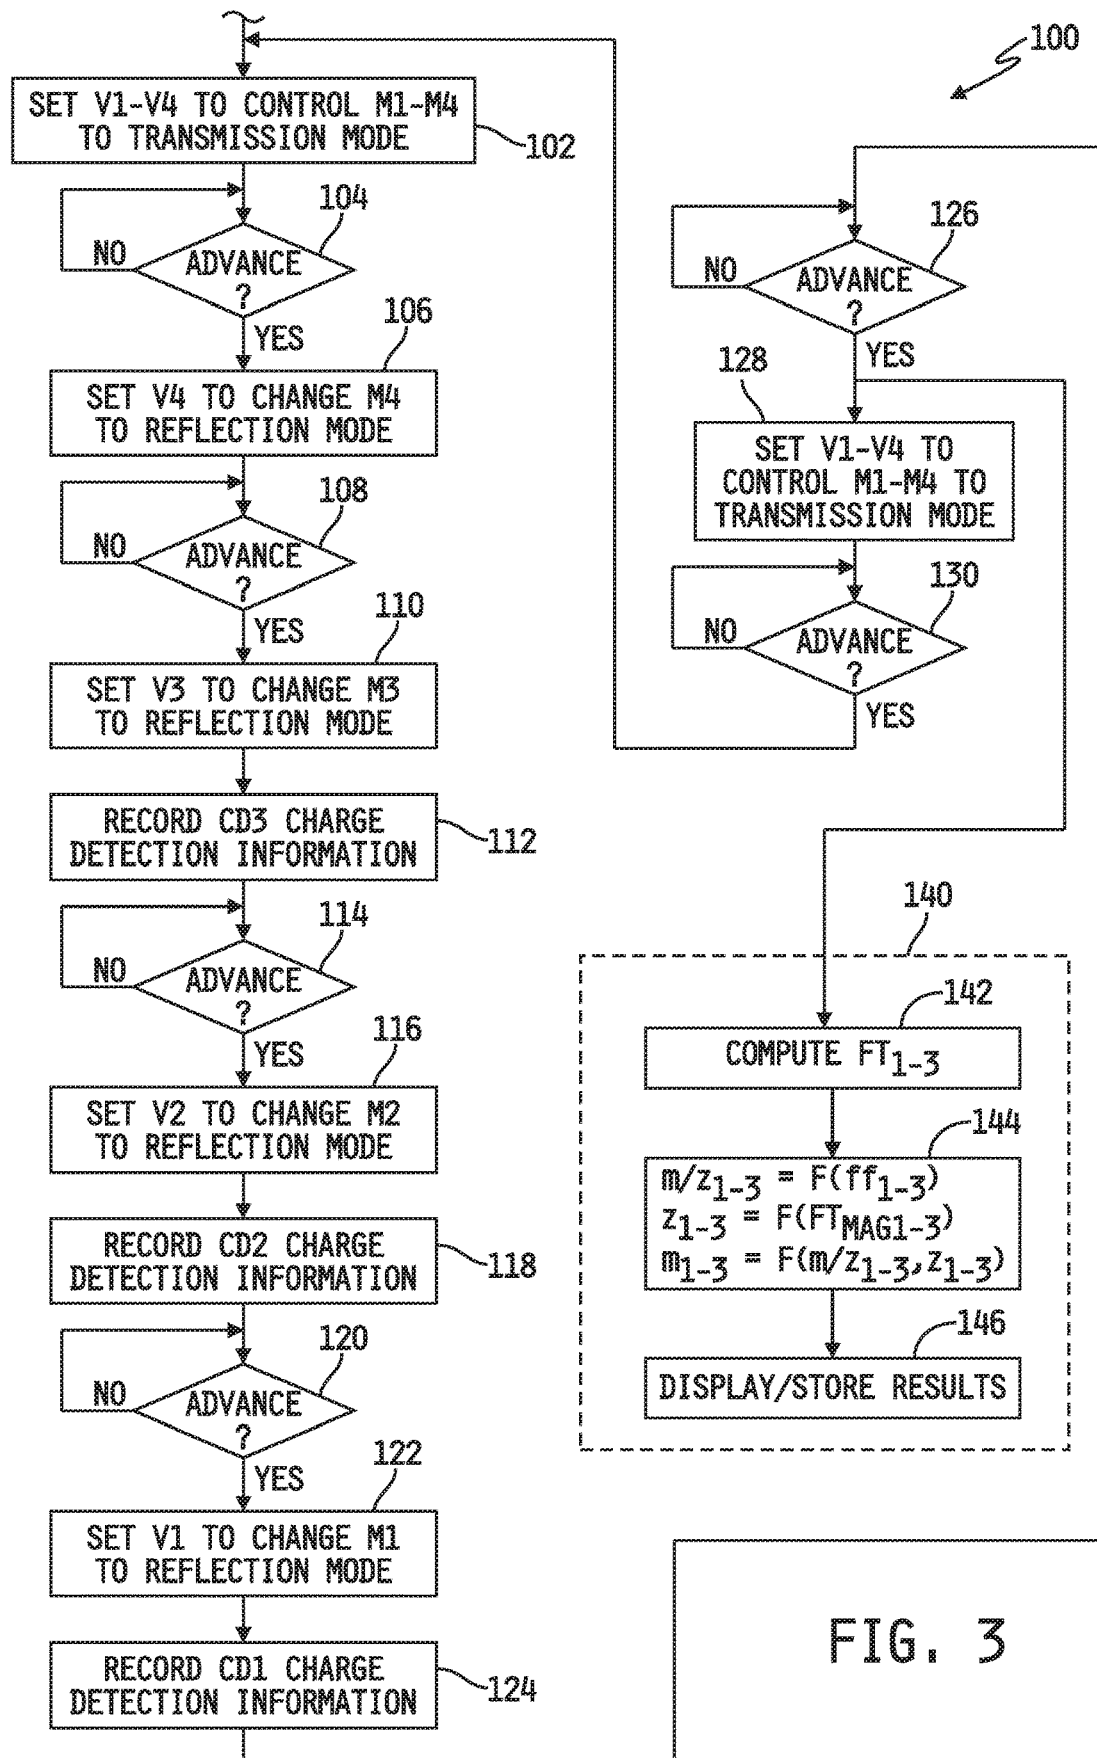 SET V1-V4 TO CONTROL M1-M4
TO TRANSMISSION MODE
102
104
NO
ADVANCE
?
YES
106
SET V4 TO CHANGE M4
TO REFLECTION MODE
108
NO
ADVANCE
?
YES
110
SET V3 TO CHANGE M3
TO REFLECTION MODE
RECORD CD3 CHARGE
DETECTION INFORMATION
112
114
NO
ADVANCE
?
YES
116
SET V2 TO CHANGE M2
TO REFLECTION MODE
RECORD CD2 CHARGE
DETECTION INFORMATION
118
120
NO
ADVANCE
?
YES
122
SET V1 TO CHANGE M1
TO REFLECTION MODE
RECORD CD1 CHARGE
DETECTION INFORMATION
124
100
126
NO
ADVANCE
?
YES
128
SET V1-V4 TO
CONTROL M1-M4 TO
TRANSMISSION MODE
130
NO
ADVANCE
?
YES
140
142
COMPUTE FT1-3
144
m/z1-3 = F(ff1-3)
z1-3 = F(FTMAG1-3)
m1-3 = F(m/z1-3,z1-3)
146
DISPLAY/STORE RESULTS
FIG. 3